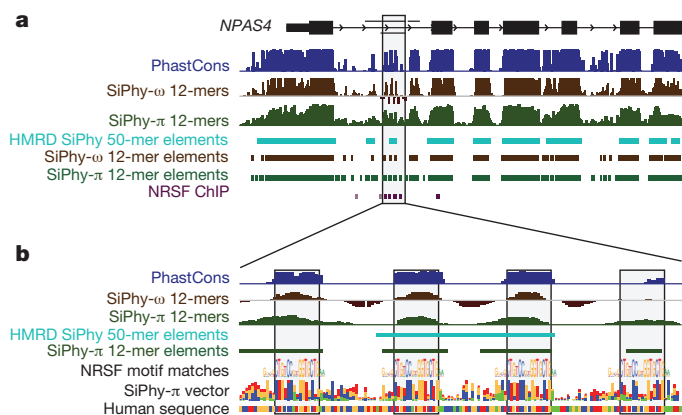 a
NPAS4
PhastCons
SiPhy-ω 12-mers
SiPhy-π 12-mers
HMRD SiPhy 50-mer elements
SiPhy-ω 12-mer elements
SiPhy-π 12-mer elements
NRSF ChIP
b
PhastCons
SiPhy-ω 12-mers
SiPhy-π 12-mers
HMRD SiPhy 50-mer elements
SiPhy-π 12-mer elements
NRSF motif matches
SiPhy-π vector
Human sequence